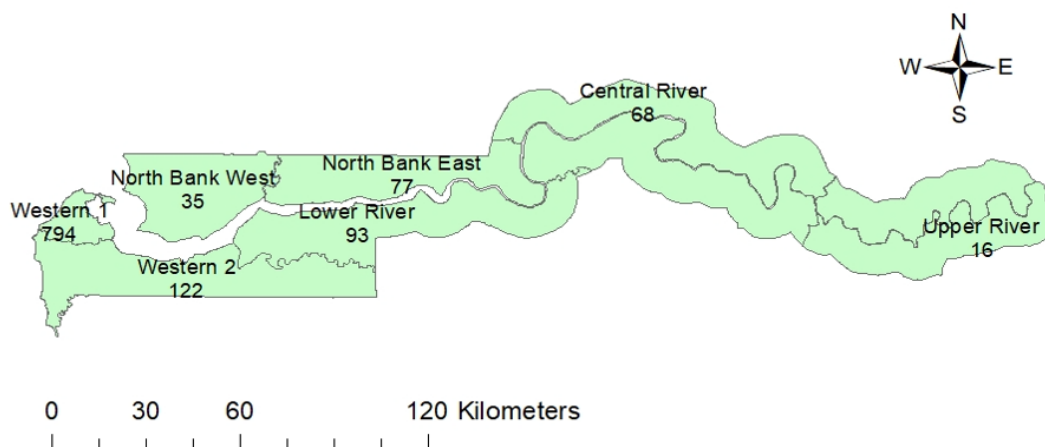 N
W E
S
Central River
68
North Bank East
77
North Bank West
35
Western 1
794
Lower River
93
Upper River
16
Western 2
122
0 30 60 120 Kilometers